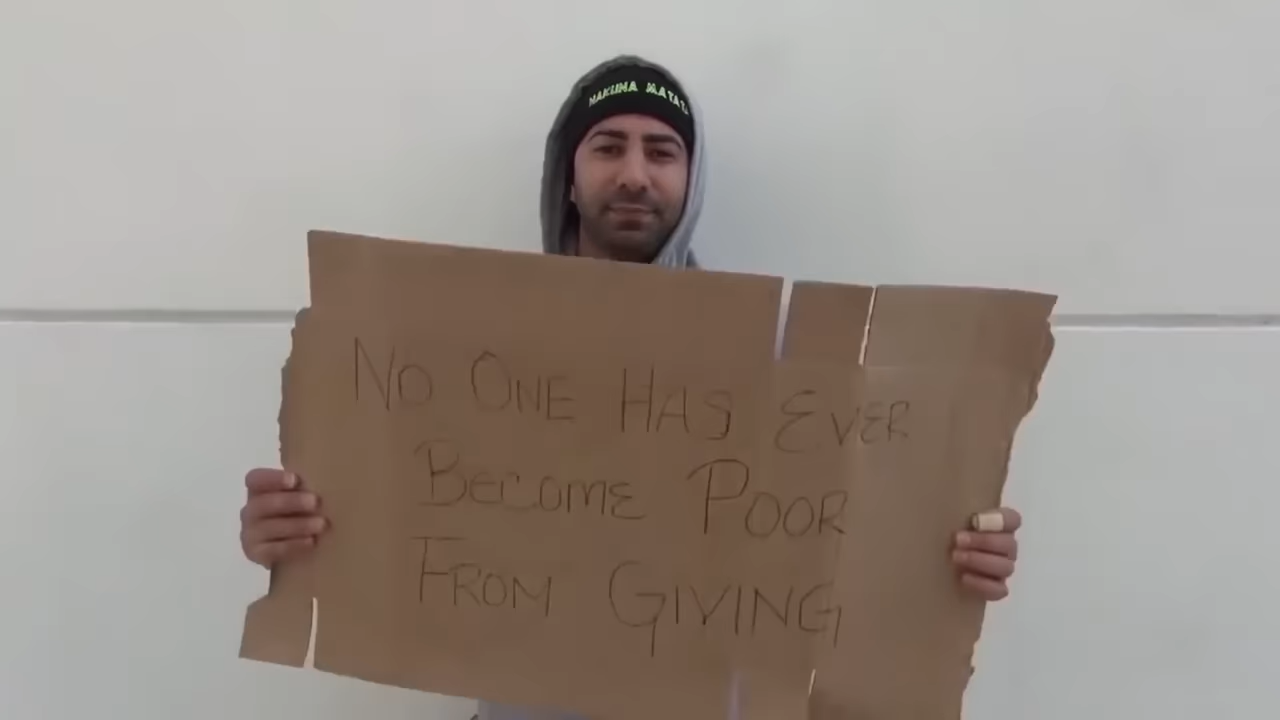 HAKUNA MATATA
No ONE HAS EVER
BECOME POOR
FROM GIVING